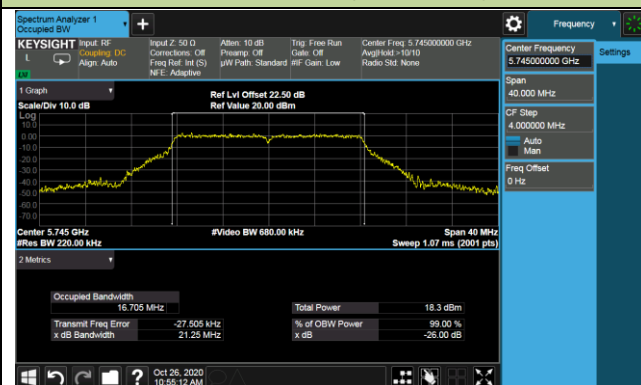 Spectrum Analyzer 1
Occupied BW
Frequency
KEYSIGHT
L
Input: RF
Coupling: DC
Align: Auto
Input Z: 50 Ω
Corrections: Off
Freq Ref: Int (S)
NFE: Adaptive
Atten: 10 dB
Preamp: Off
µW Path: Standard
Trig: Free Run
Gate: Off
#IF Gain: Low
Center Freq: 5.745000000 GHz
Avg|Hold:>10/10
Radio Std: None
Center Frequency
5.745000000 GHz
Settings
Span
40.000 MHz
CF Step
4.000000 MHz
Auto
Man
Freq Offset
0 Hz
1 Graph
Scale/Div 10.0 dB
Ref Lvl Offset 22.50 dB
Ref Value 20.00 dBm
Log
10.0
0.00
-10.0
-20.0
-30.0
-40.0
-50.0
-60.0
-70.0
Center 5.745 GHz
#Res BW 220.00 kHz
#Video BW 680.00 kHz
Span 40 MHz
Sweep 1.07 ms (2001 pts)
2 Metrics
Occupied Bandwidth
16.705 MHz
Total Power 18.3 dBm
Transmit Freq Error -27.505 kHz
% of OBW Power 99.00 %
x dB Bandwidth 21.25 MHz
x dB -26.00 dB
Oct 26, 2020
10:55:12 AM